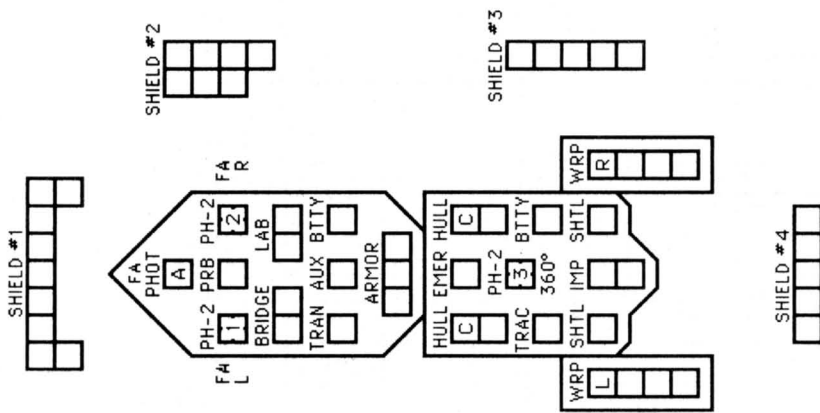 SHIELD #1
SHIELD #2
SHIELD #3
SHIELD #4
FA
PHOT
A
FA
L
PH-2
1
PRB
PH-2
2
FA
R
BRIDGE
LAB
TRAN
AUX
BTTY
ARMOR
HULL
C
EMER
HULL
C
TRAC
PH-2
3
360°
BTTY
SHTL
IMP
SHTL
WRP
L
WRP
R